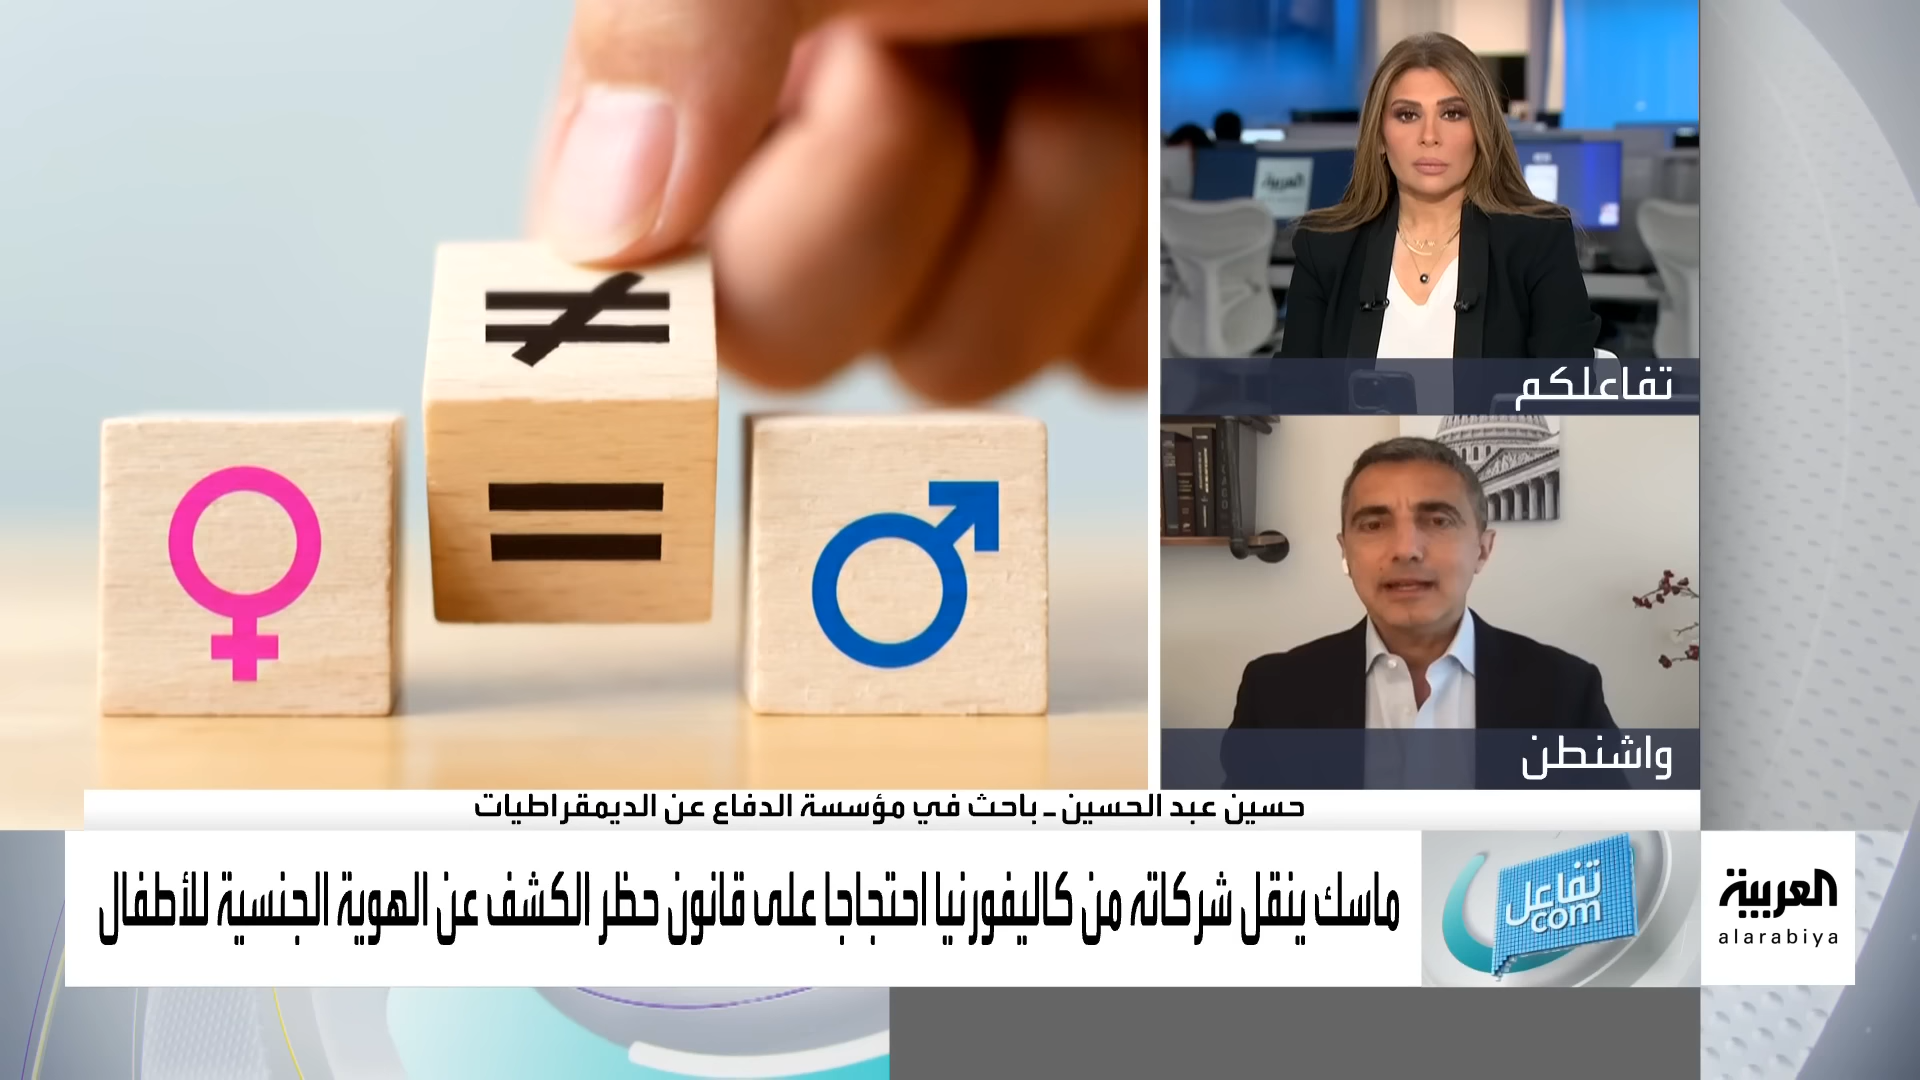 العربية
تفاعلكم
واشنطن
حسين عبد الحسين - باحث في مؤسسة الدفاع عن الديمقراطيات
ماسك ينقل شركاته من كاليفورنيا احتجاجا على قانون حظر الكشف عن الهوية الجنسية للأطفال
تفاعل
com
العربية
alarabiya